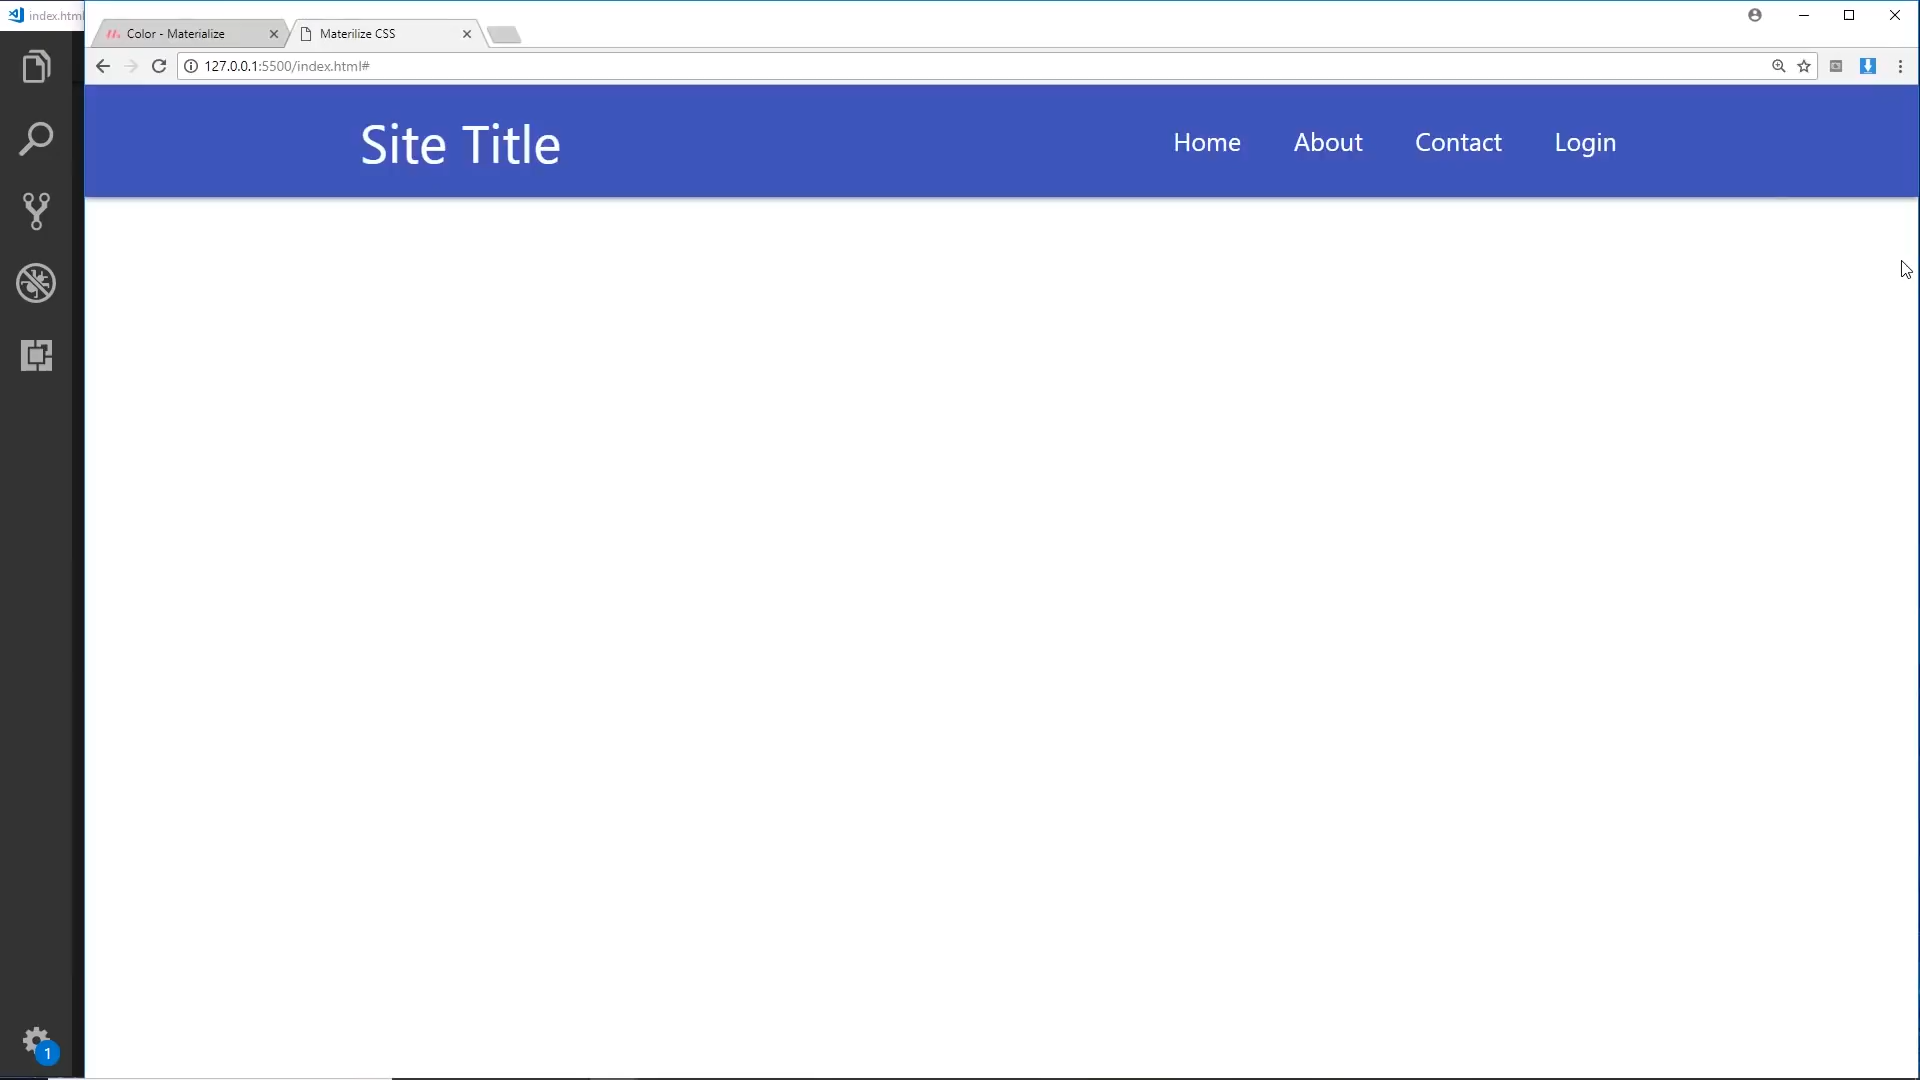 index.html
Color - Materialize
Materilize CSS
127.0.0.1:5500/index.html#
Site Title
Home
About
Contact
Login
1